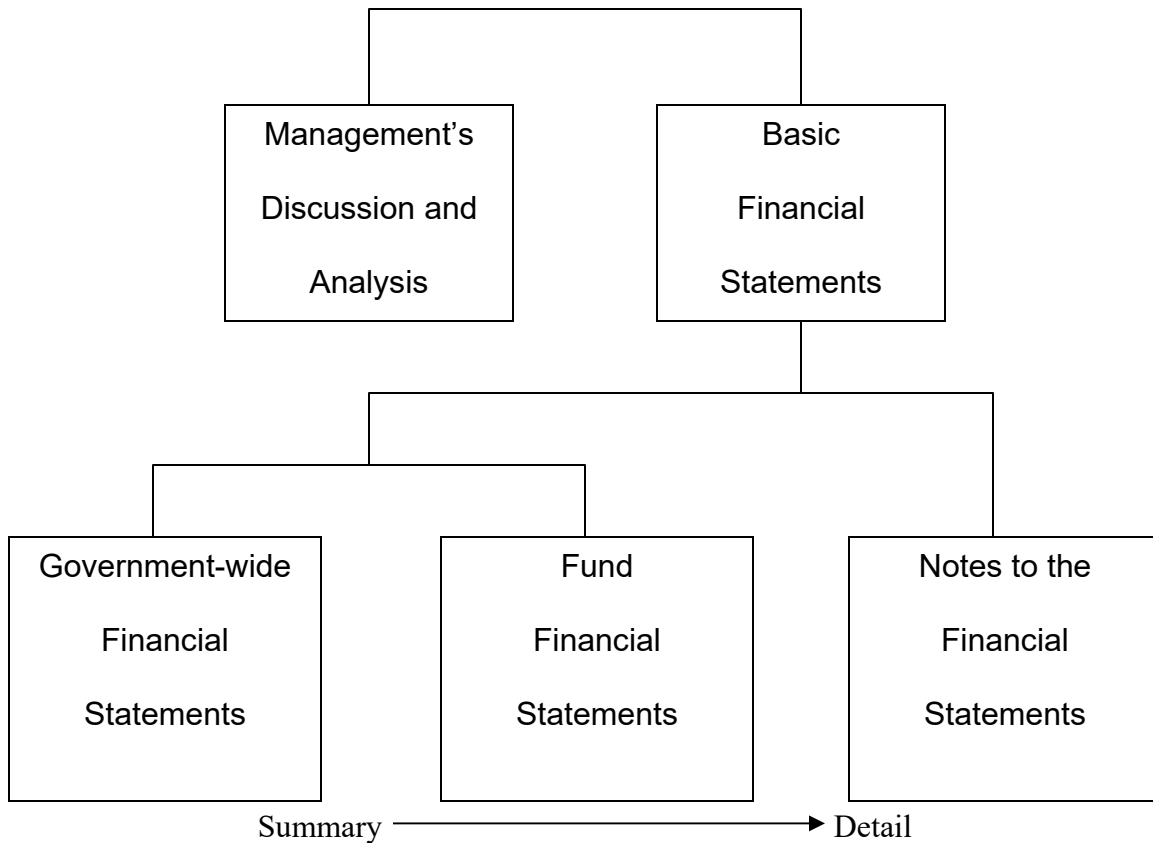 Management’s
Discussion and
Analysis
Basic
Financial
Statements
Government-wide
Financial
Statements
Fund
Financial
Statements
Notes to the
Financial
Statements
Summary
Detail